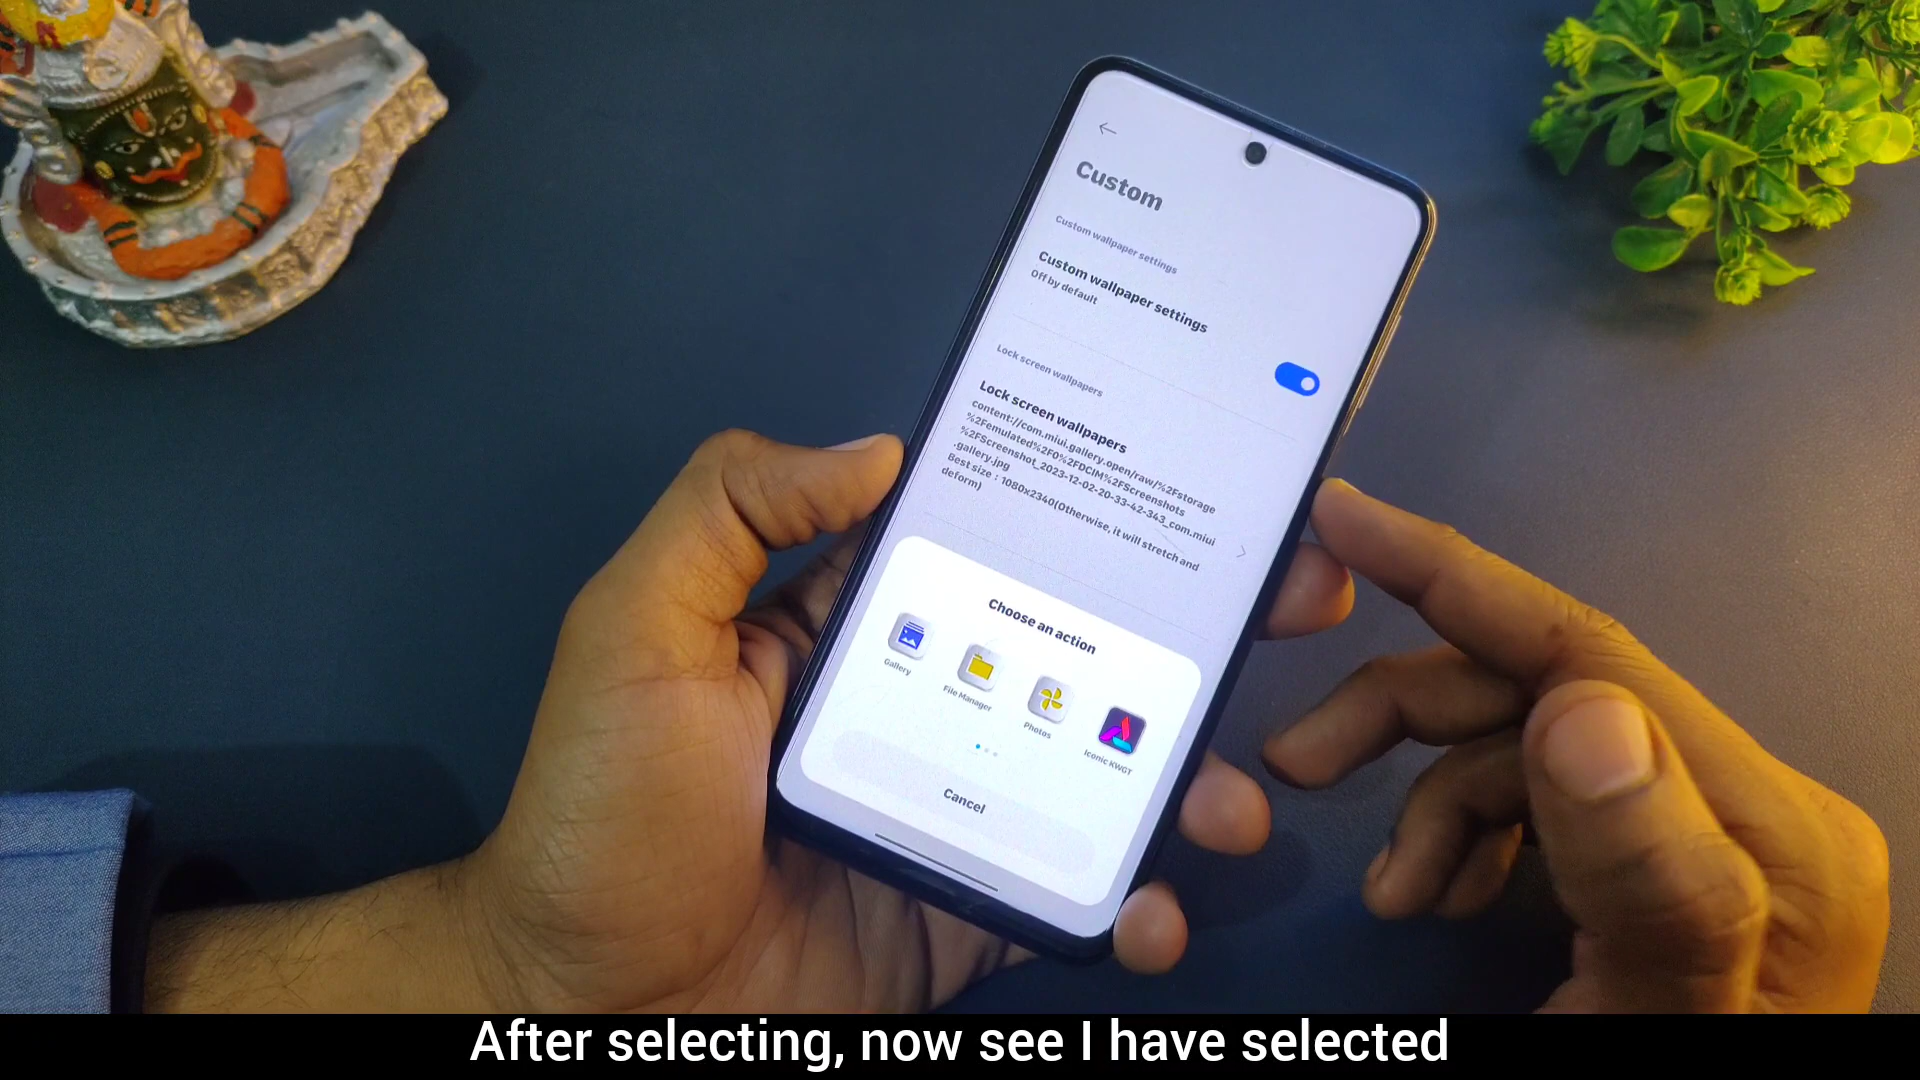 Custom
Custom wallpaper settings
Custom wallpaper settings
Off by default
Lock screen wallpapers
Lock screen wallpapers
content://com.miui.gallery.open/raw/%2Fstorage
%2Femulated%2F0%2FDCIM%2FScreenshots
%2FScreenshot_2023-12-02-20-33-42-343_com.miui
.gallery.jpg
Best size : 1080x2340(Otherwise, it will stretch and
deform)
Choose an action
Gallery
File Manager
Photos
Iconic KWGT
Cancel
After selecting, now see I have selected